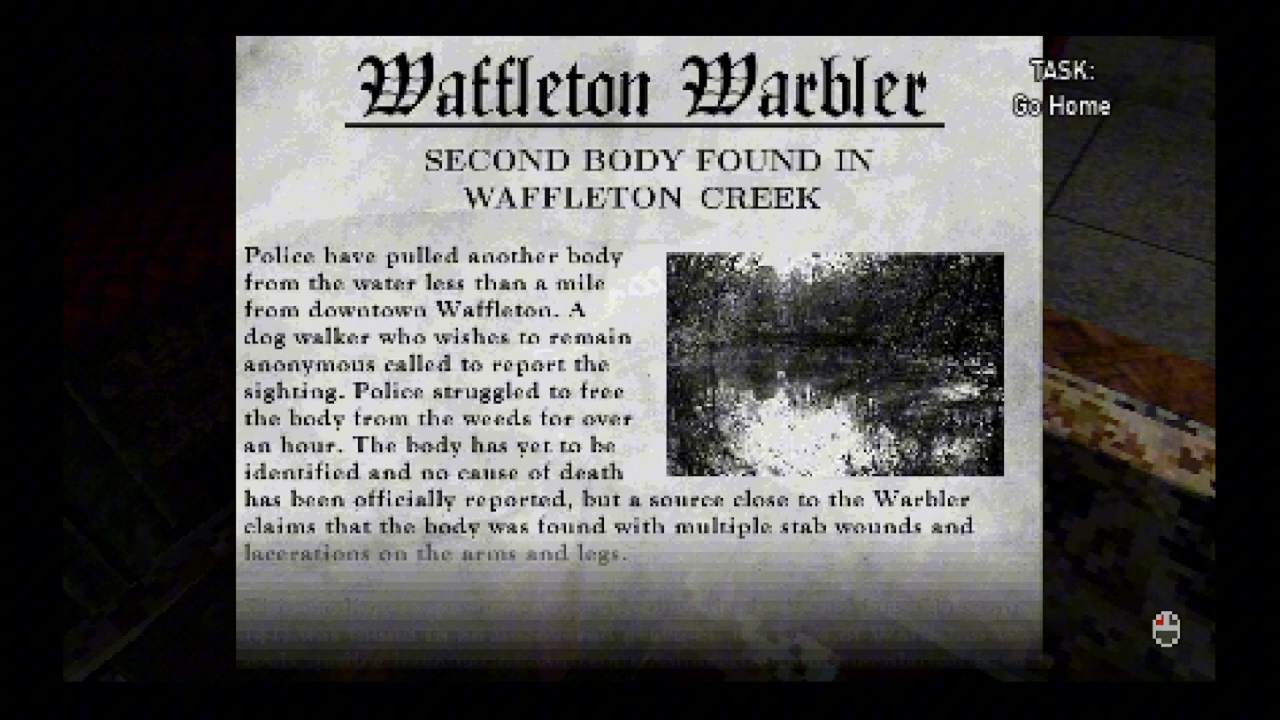 Waffleton Warbler
TASK:
Go Home
SECOND BODY FOUND IN
WAFFLETON CREEK
Police have pulled another body
from the water less than a mile
from downtown Waffleton. A
dog walker who wishes to remain
anonymous called to report the
sighting. Police struggled to free
the body from the weeds for over
an hour. The body has yet to be
identified and no cause of death
has been officially reported, but a source close to the Warbler
claims that the body was found with multiple stab wounds and
lacerations on the arms and legs.